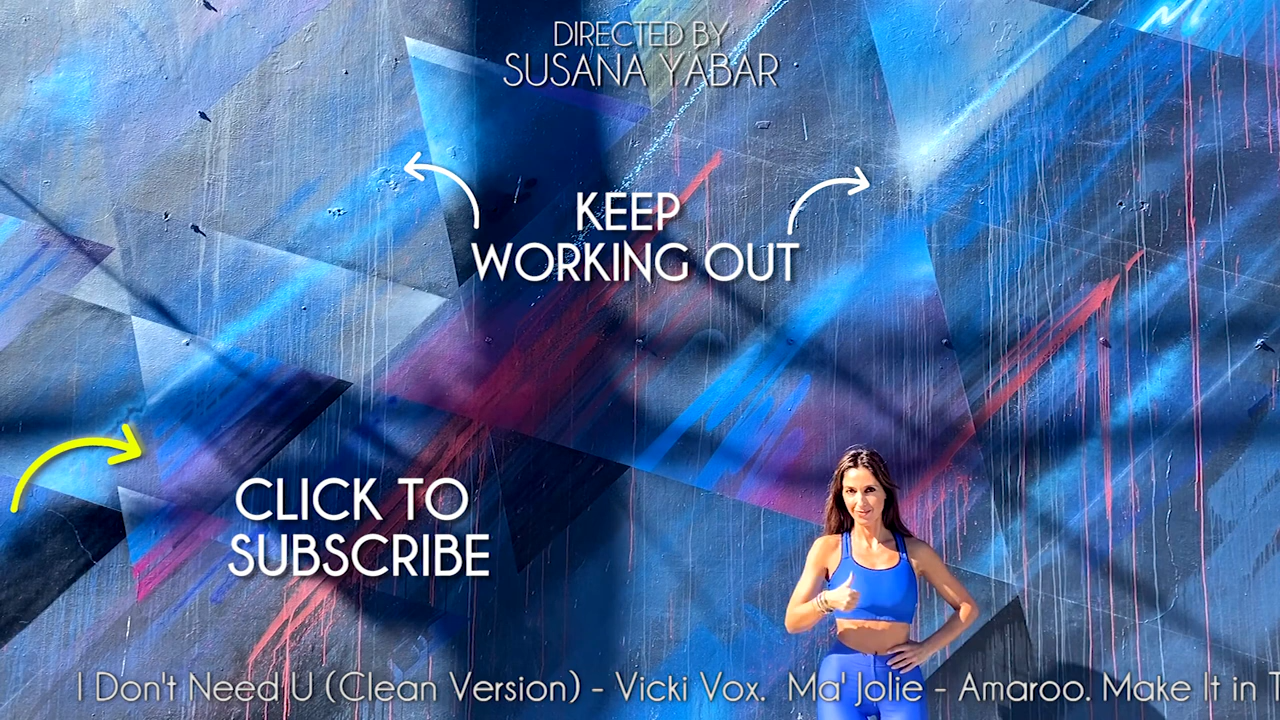 DIRECTED BY
SUSANA YÁBAR
KEEP
WORKING OUT
CLICK TO
SUBSCRIBE
I Don't Need U (Clean Version) - Vicki Vox. Ma' Jolie - Amaroo. Make It in